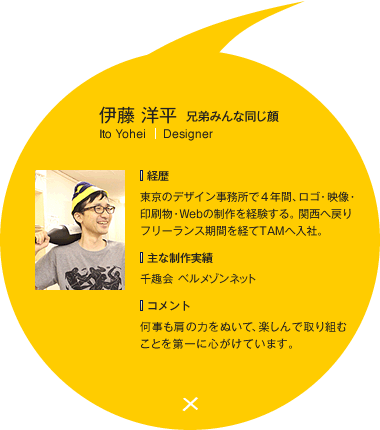 伊藤 洋平 兄弟みんな同じ顔
Ito Yohei ｜ Designer
経歴
東京のデザイン事務所で４年間、ロゴ・映像・
印刷物・Webの制作を経験する。関西へ戻り
フリーランス期間を経てTAMへ入社。
主な制作実績
千趣会 ベルメゾンネット
コメント
何事も肩の力をぬいて、楽しんで取り組む
ことを第一に心がけています。